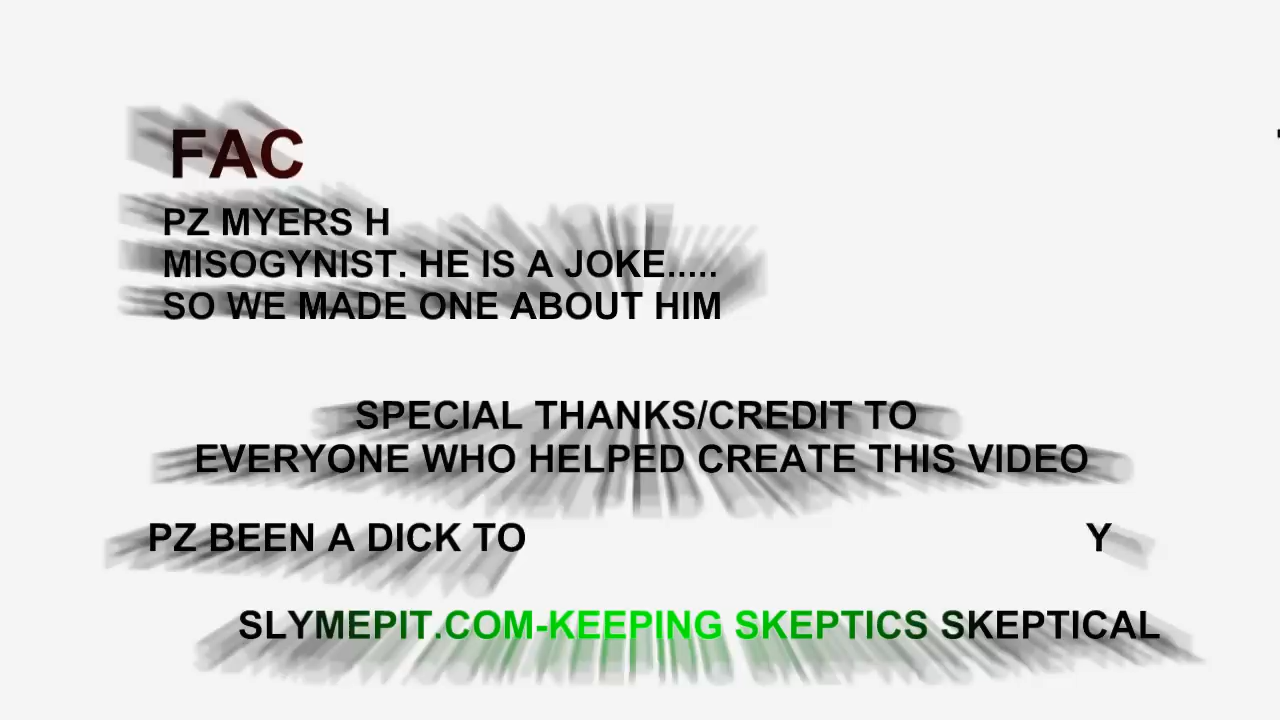 FAC
PZ MYERS H
MISOGYNIST. HE IS A JOKE.....
SO WE MADE ONE ABOUT HIM
SPECIAL THANKS/CREDIT TO
EVERYONE WHO HELPED CREATE THIS VIDEO
PZ BEEN A DICK TO Y
SLYMEPIT.COM-KEEPING SKEPTICS SKEPTICAL